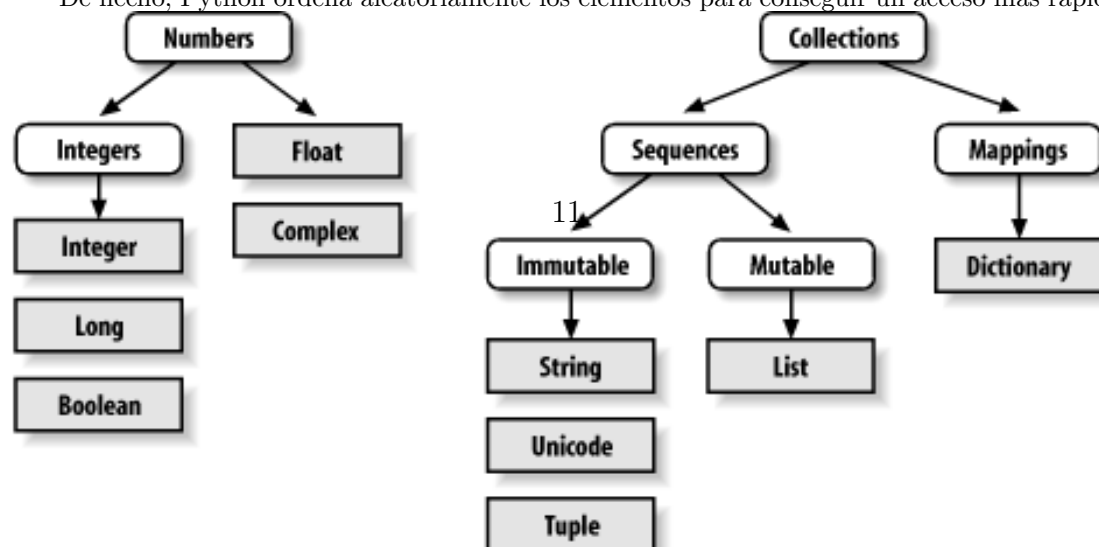 De hecho, Python ordena aleatoriamente los elementos para conseguir un acceso más
Numbers
Collections
Integers
Float
Sequences
Mappings
11
Integer
Complex
Immutable
Mutable
Dictionary
Long
String
List
Boolean
Unicode
Tuple